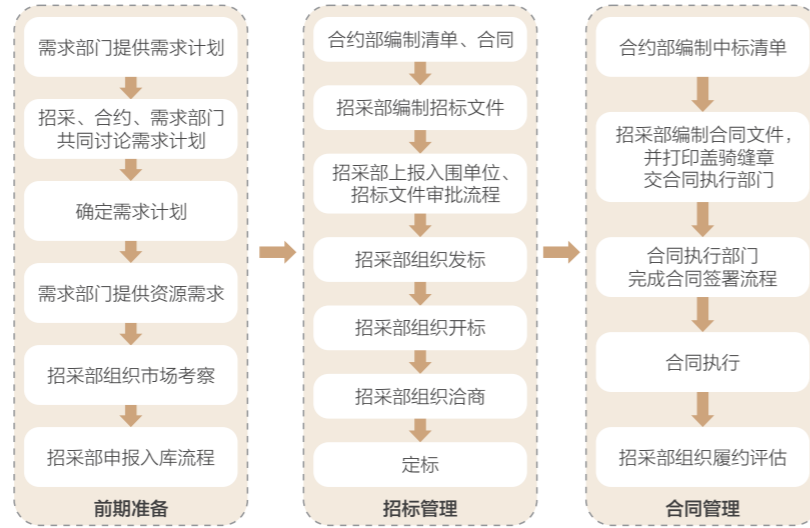 需求部门提供需求计划
招采、合约、需求部门
共同讨论需求计划
确定需求计划
需求部门提供资源需求
招采部组织市场考察
招采部申报入库流程
前期准备
合约部编制清单、合同
招采部编制招标文件
招采部上报入围单位、
招标文件审批流程
招采部组织发标
招采部组织开标
招采部组织洽商
定标
招标管理
合约部编制中标清单
招采部编制合同文件，
并打印盖骑缝章
交合同执行部门
合同执行部门
完成合同签署流程
合同执行
招采部组织履约评估
合同管理